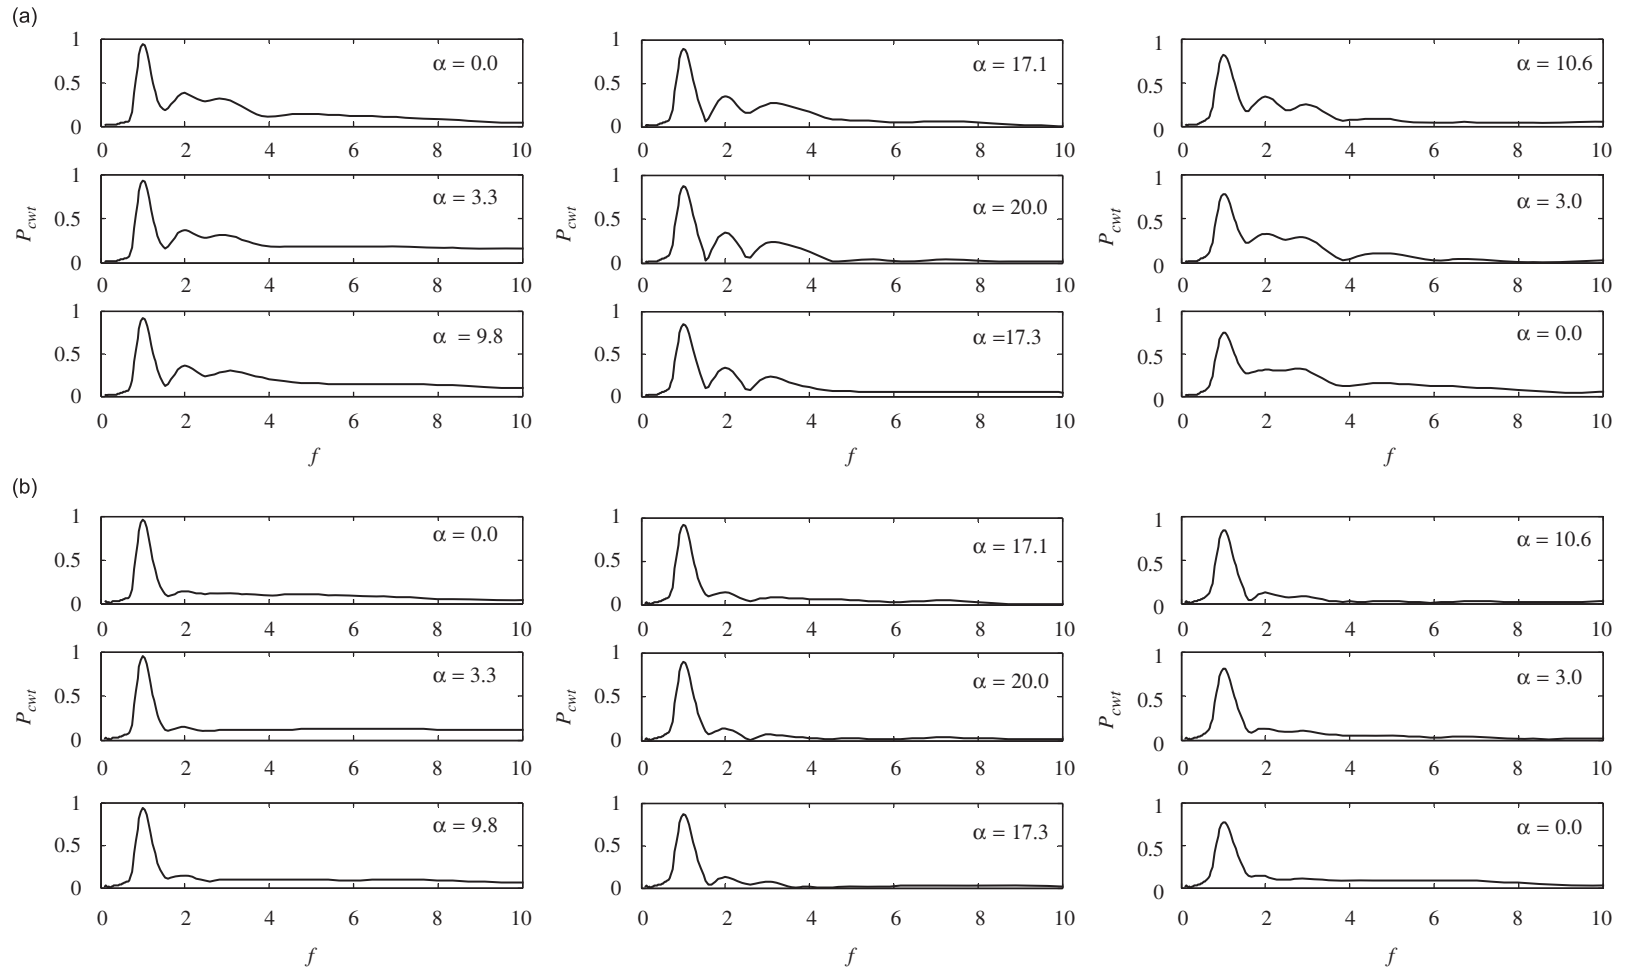 (a)
1 0.5 0 α = 0.0 0 2 4 6 8 10
1 0.5 0 α = 17.1 0 2 4 6 8 10
1 0.5 0 α = 10.6 0 2 4 6 8 10
P_cwt 1 0.5 0 α = 3.3 0 2 4 6 8 10
P_cwt 1 0.5 0 α = 20.0 0 2 4 6 8 10
P_cwt 1 0.5 0 α = 3.0 0 2 4 6 8 10
1 0.5 0 α = 9.8 0 2 4 6 8 10
1 0.5 0 α =17.3 0 2 4 6 8 10
1 0.5 0 α = 0.0 0 2 4 6 8 10
f f f
(b)
1 0.5 0 α = 0.0 0 2 4 6 8 10
1 0.5 0 α = 17.1 0 2 4 6 8 10
1 0.5 0 α = 10.6 0 2 4 6 8 10
P_cwt 1 0.5 0 α = 3.3 0 2 4 6 8 10
P_cwt 1 0.5 0 α = 20.0 0 2 4 6 8 10
P_cwt 1 0.5 0 α = 3.0 0 2 4 6 8 10
1 0.5 0 α = 9.8 0 2 4 6 8 10
1 0.5 0 α = 17.3 0 2 4 6 8 10
1 0.5 0 α = 0.0 0 2 4 6 8 10
f f f